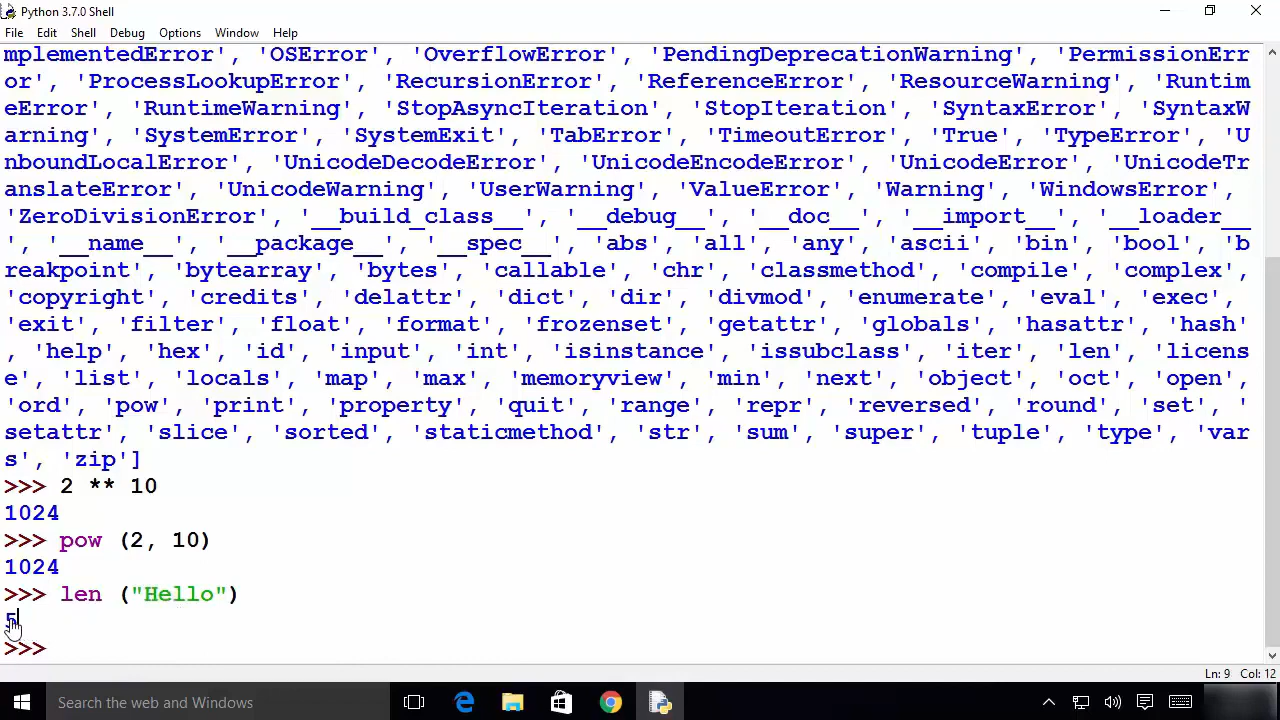 Python 3.7.0 Shell
File Edit Shell Debug Options Window Help
mplementedError', 'OSError', 'OverflowError', 'PendingDeprecationWarning', 'PermissionErr
or', 'ProcessLookupError', 'RecursionError', 'ReferenceError', 'ResourceWarning', 'Runtim
eError', 'RuntimeWarning', 'StopAsyncIteration', 'StopIteration', 'SyntaxError', 'SyntaxW
arning', 'SystemError', 'SystemExit', 'TabError', 'TimeoutError', 'True', 'TypeError', 'U
nboundLocalError', 'UnicodeDecodeError', 'UnicodeEncodeError', 'UnicodeError', 'UnicodeTr
anslateError', 'UnicodeWarning', 'UserWarning', 'ValueError', 'Warning', 'WindowsError',
'ZeroDivisionError', '__build_class__', '__debug__', '__doc__', '__import__', '__loader__
', '__name__', '__package__', '__spec__', 'abs', 'all', 'any', 'ascii', 'bin', 'bool', 'b
reakpoint', 'bytearray', 'bytes', 'callable', 'chr', 'classmethod', 'compile', 'complex',
'copyright', 'credits', 'delattr', 'dict', 'dir', 'divmod', 'enumerate', 'eval', 'exec',
'exit', 'filter', 'float', 'format', 'frozenset', 'getattr', 'globals', 'hasattr', 'hash'
, 'help', 'hex', 'id', 'input', 'int', 'isinstance', 'issubclass', 'iter', 'len', 'licens
e', 'list', 'locals', 'map', 'max', 'memoryview', 'min', 'next', 'object', 'oct', 'open',
'ord', 'pow', 'print', 'property', 'quit', 'range', 'repr', 'reversed', 'round', 'set', '
setattr', 'slice', 'sorted', 'staticmethod', 'str', 'sum', 'super', 'tuple', 'type', 'var
s', 'zip']
>>> 2 ** 10
1024
>>> pow (2, 10)
1024
>>> len ("Hello")
5
>>>
Ln: 9 Col: 12
Search the web and Windows